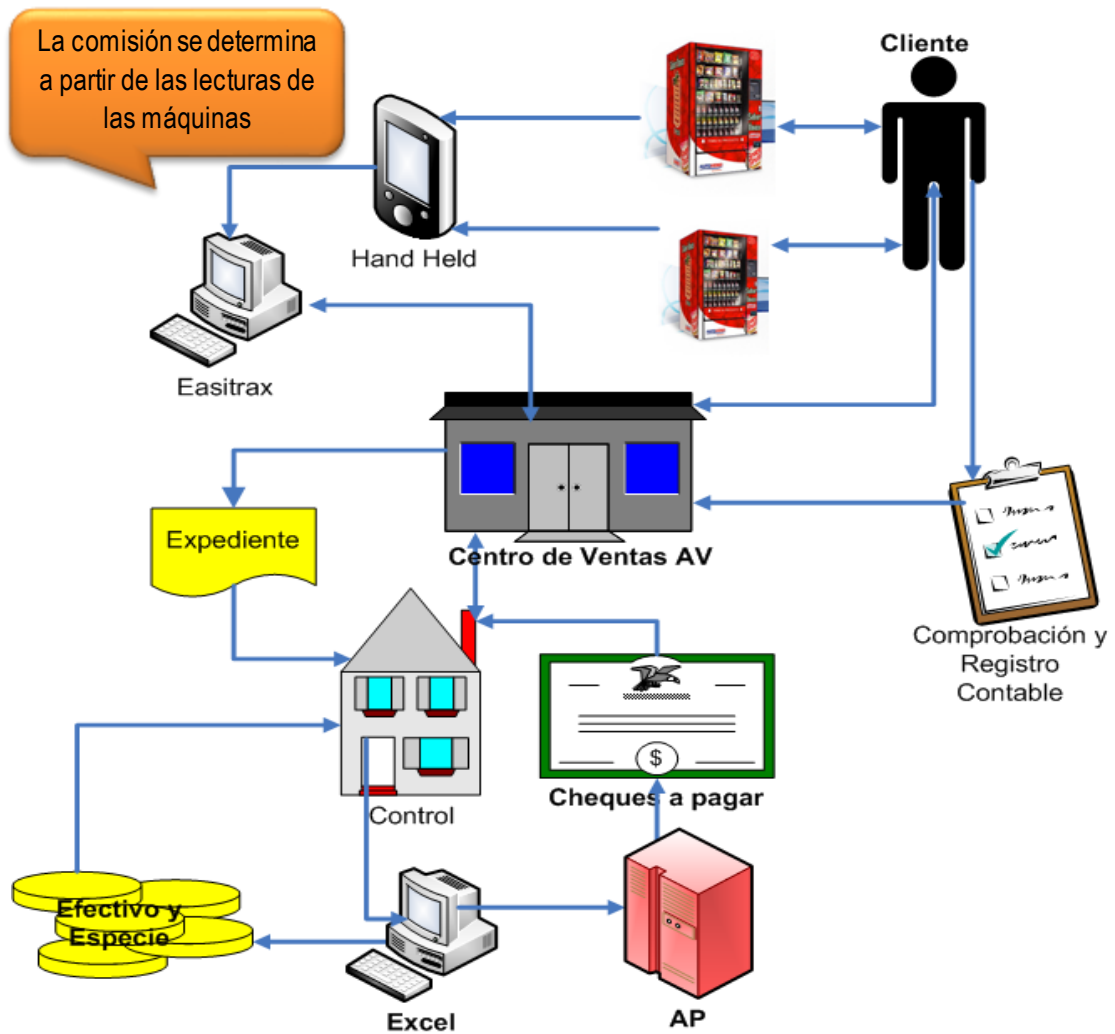 La comisión se determina
a partir de las lecturas de
las máquinas
Cliente
Hand Held
Easitrax
Expediente
Centro de Ventas AV
Comprobación y
Registro
Contable
$
Cheques a pagar
Control
Efectivo y
Especie
Excel
AP